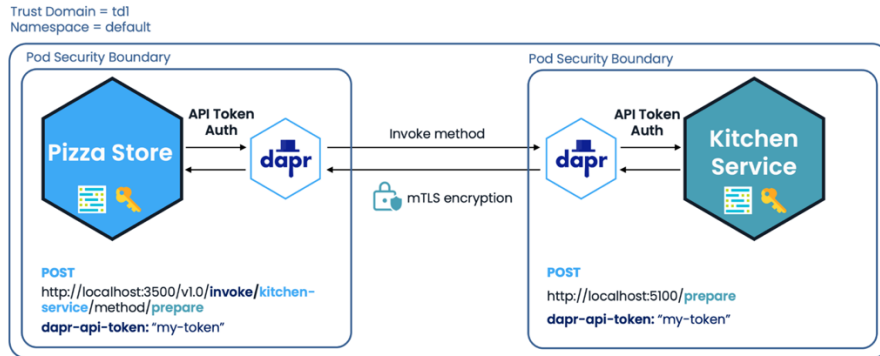 Trust Domain = td1
Namespace = default
Pod Security Boundary
Pizza Store
API Token
Auth
dapr
Invoke method
mTLS encryption
POST
http://localhost:3500/v1.0/invoke/kitchen-
service/method/prepare
dapr-api-token: “my-token”
Pod Security Boundary
dapr
API Token
Auth
Kitchen
Service
POST
http://localhost:5100/prepare
dapr-api-token: “my-token”